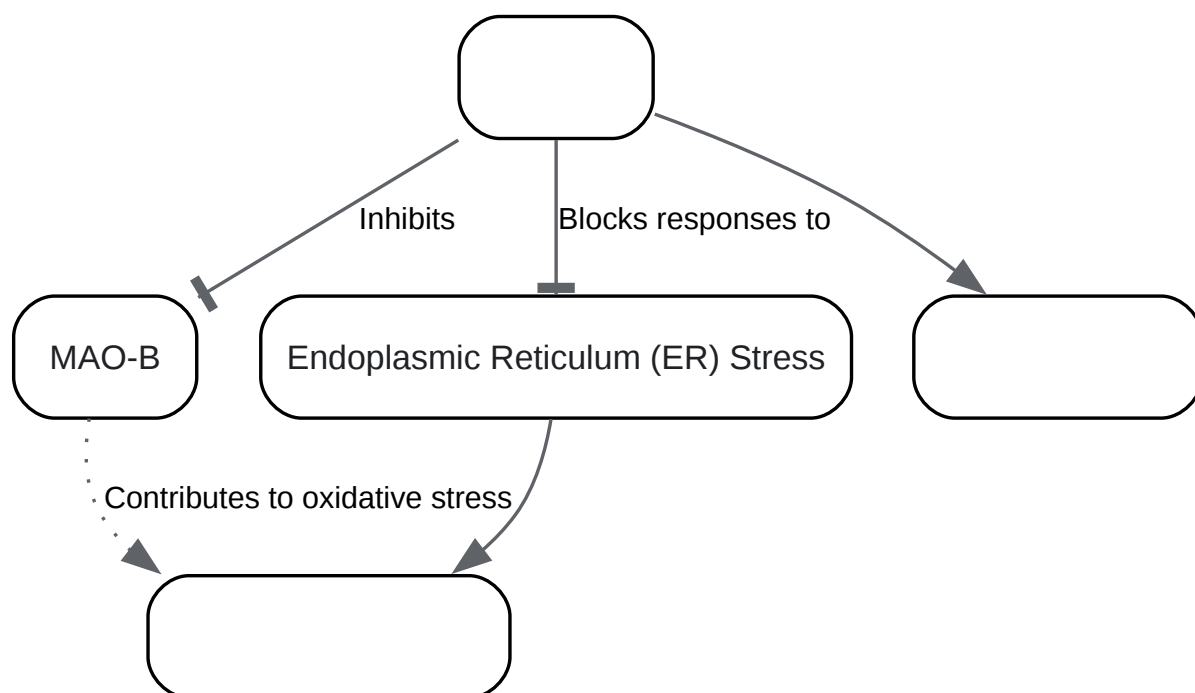 Inhibits
Blocks responses to
MAO-B
Endoplasmic Reticulum (ER) Stress
Contributes to oxidative stress